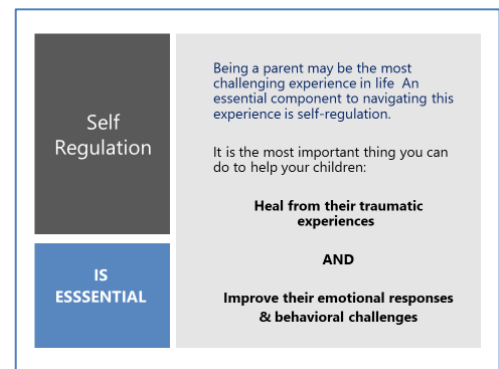 Self
Regulation
IS
ESSSENTIAL
Being a parent may be the most
challenging experience in life  An
essential component to navigating this
experience is self-regulation.
It is the most important thing you can
do to help your children:
Heal from their traumatic
experiences
AND
Improve their emotional responses
& behavioral challenges